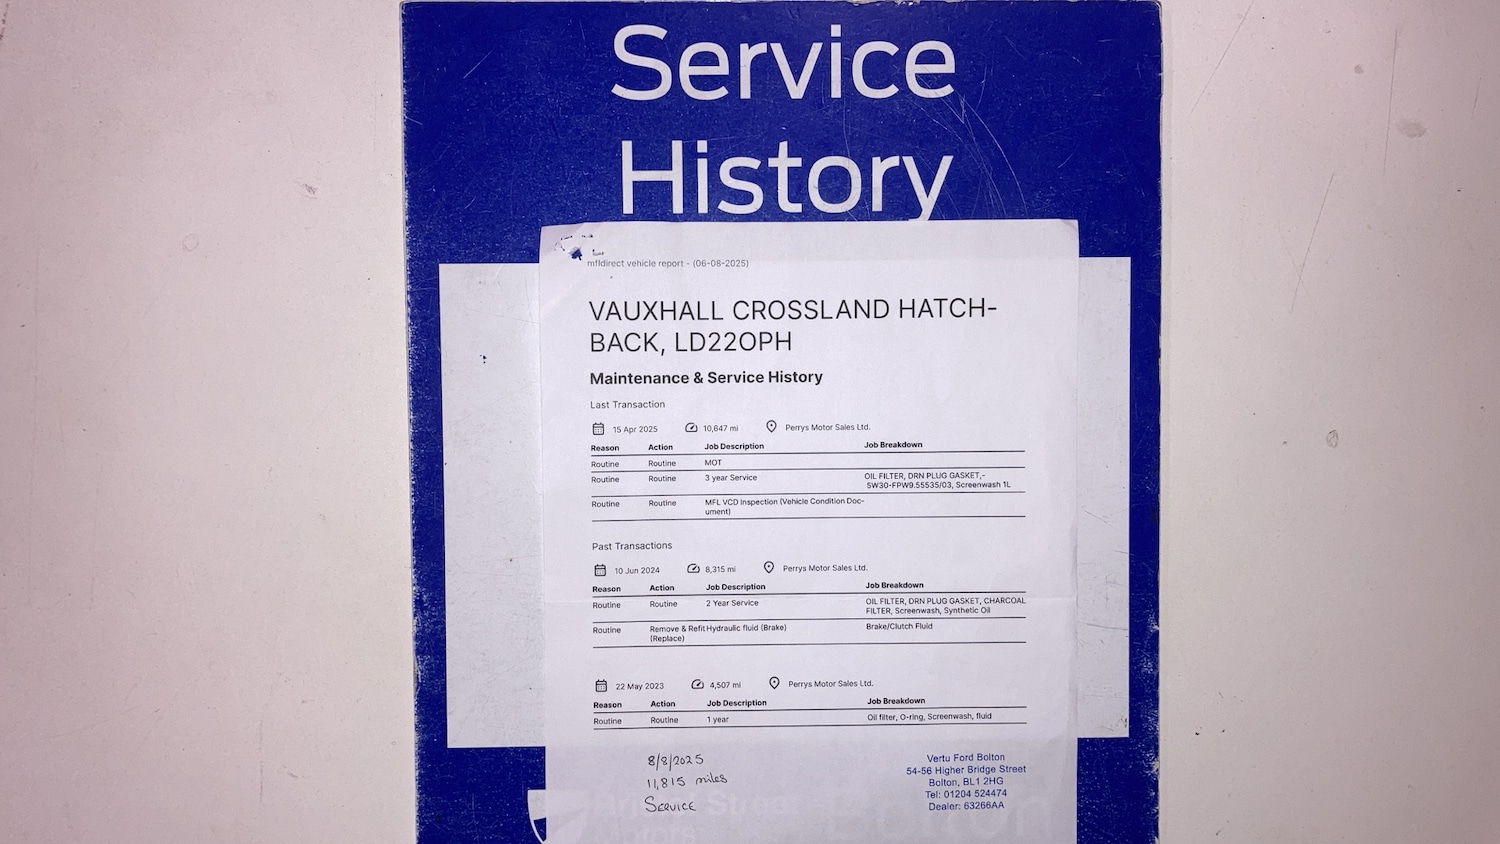 Service
History
mfldirect vehicle report - (06-08-2025)
VAUXHALL CROSSLAND HATCH-
BACK, LD22OPH
Maintenance & Service History
Last Transaction
15 Apr 2025 10,647 mi Perrys Motor Sales Ltd.
Reason Action Job Description Job Breakdown
Routine Routine MOT
Routine Routine 3 year Service OIL FILTER, DRN PLUG GASKET,-
5W30-FPW9.55535/03, Screenwash 1L
Routine Routine MFL VCD Inspection (Vehicle Condition Doc-
ument)
Past Transactions
10 Jun 2024 8,315 mi Perrys Motor Sales Ltd.
Reason Action Job Description Job Breakdown
Routine Routine 2 Year Service OIL FILTER, DRN PLUG GASKET, CHARCOAL
FILTER, Screenwash, Synthetic Oil
Routine Remove & Refit Hydraulic fluid (Brake) Brake/Clutch Fluid
(Replace)
22 May 2023 4,507 mi Perrys Motor Sales Ltd.
Reason Action Job Description Job Breakdown
Routine Routine 1 year Oil filter, O-ring, Screenwash, fluid
8/8/2025
11,815 miles
SERVICE
Vertu Ford Bolton
54-56 Higher Bridge Street
Bolton, BL1 2HG
Tel: 01204 524474
Dealer: 63266AA
Street
Motors